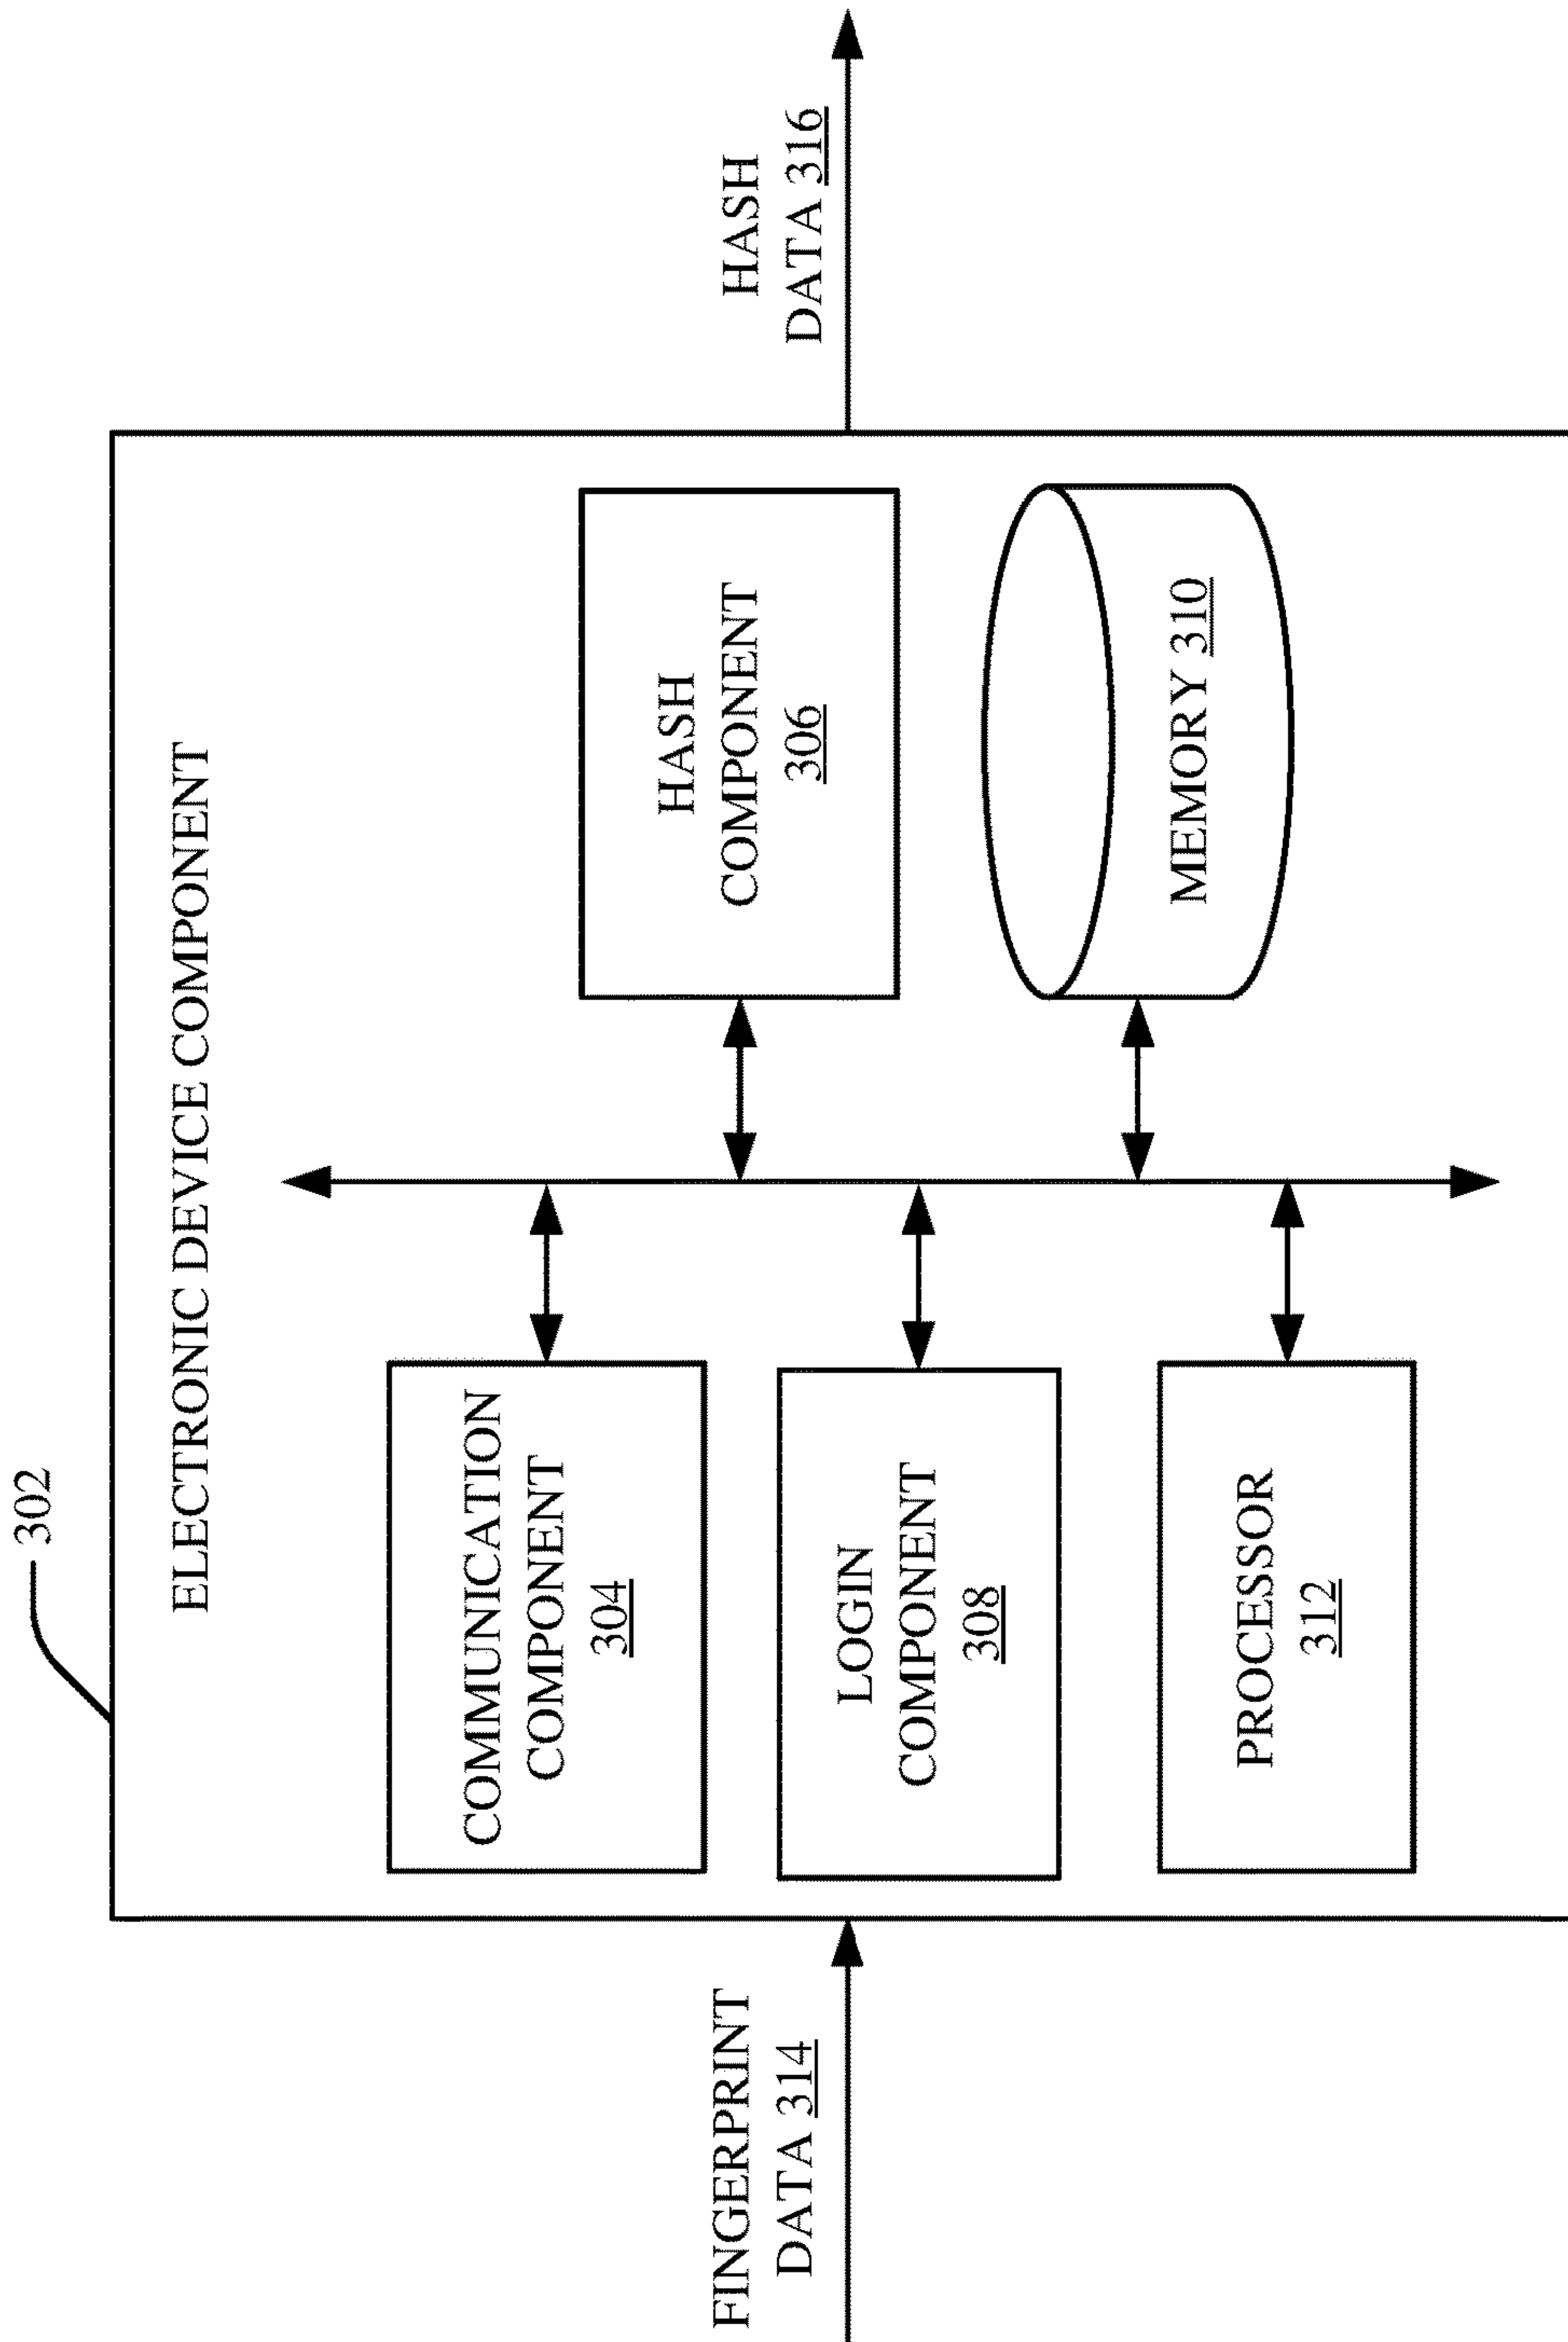 302
ELECTRONIC DEVICE COMPONENT
FINGERPRINT
DATA 314
COMMUNICATION
COMPONENT
304
LOGIN
COMPONENT
308
PROCESSOR
312
HASH
COMPONENT
306
MEMORY 310
HASH
DATA 316